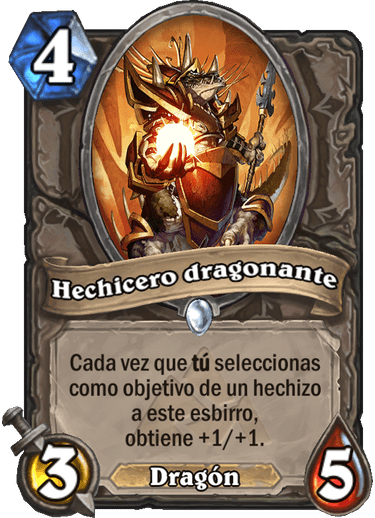 4
Hechicero dragonante
Cada vez que tú seleccionas
como objetivo de un hechizo
a este esbirro,
obtiene +1/+1.
3
Dragón
5